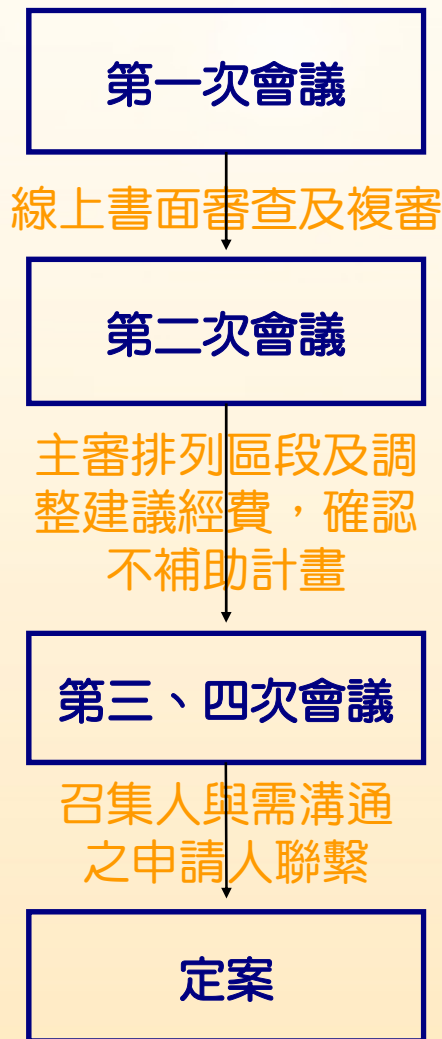 第一次會議
線上書面審查及複審
第二次會議
主審排列區段及調
整建議經費，確認
不補助計畫
第三、四次會議
召集人與需溝通
之申請人聯繫
定案